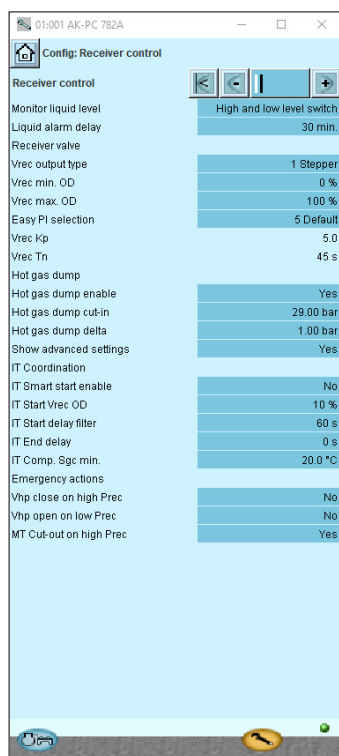 01:001 AK-PC 782A
Config: Receiver control
Receiver control
Monitor liquid level High and low level switch
Liquid alarm delay 30 min.
Receiver valve
Vrec output type 1 Stepper
Vrec min. OD 0 %
Vrec max. OD 100 %
Easy PI selection 5 Default
Vrec Kp 5.0
Vrec Tn 45 s
Hot gas dump
Hot gas dump enable Yes
Hot gas dump cut-in 29.00 bar
Hot gas dump delta 1.00 bar
Show advanced settings Yes
IT Coordination
IT Smart start enable No
IT Start Vrec OD 10 %
IT Start delay filter 60 s
IT End delay 0 s
IT Comp. Sgc min. 20.0 °C
Emergency actions
Vhp close on high Prec No
Vhp open on low Prec No
MT Cut-out on high Prec Yes